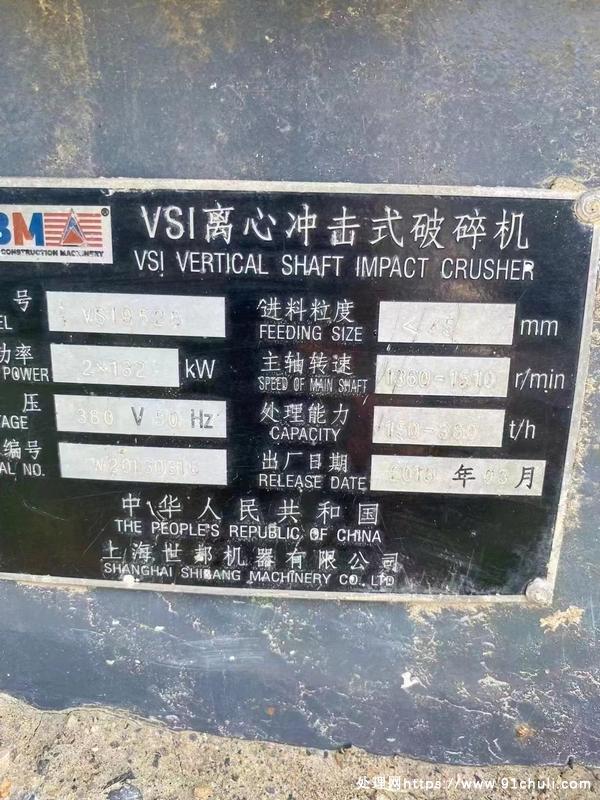 BMA®
CONSTRUCTION MACHINERY
VSI离心冲击式破碎机
VSI VERTICAL SHAFT IMPACT CRUSHER
号 VSI9526 进料粒度 mm
EL FEEDING SIZE
功率 kW 主轴转速 1360-1510 r/min
POWER SPEED OF MAIN SHAFT
压 380 V 50 Hz 处理能力 t/h
TAGE CAPACITY
编号 出厂日期 年 月
AL NO. RELEASE DATE
中华人民共和国
THE PEOPLE'S REPUBLIC OF CHINA
上海世邦机器有限公司
SHANGHAI SHIBANG MACHINERY CO., LTD
处理网https://www.91chuli.com